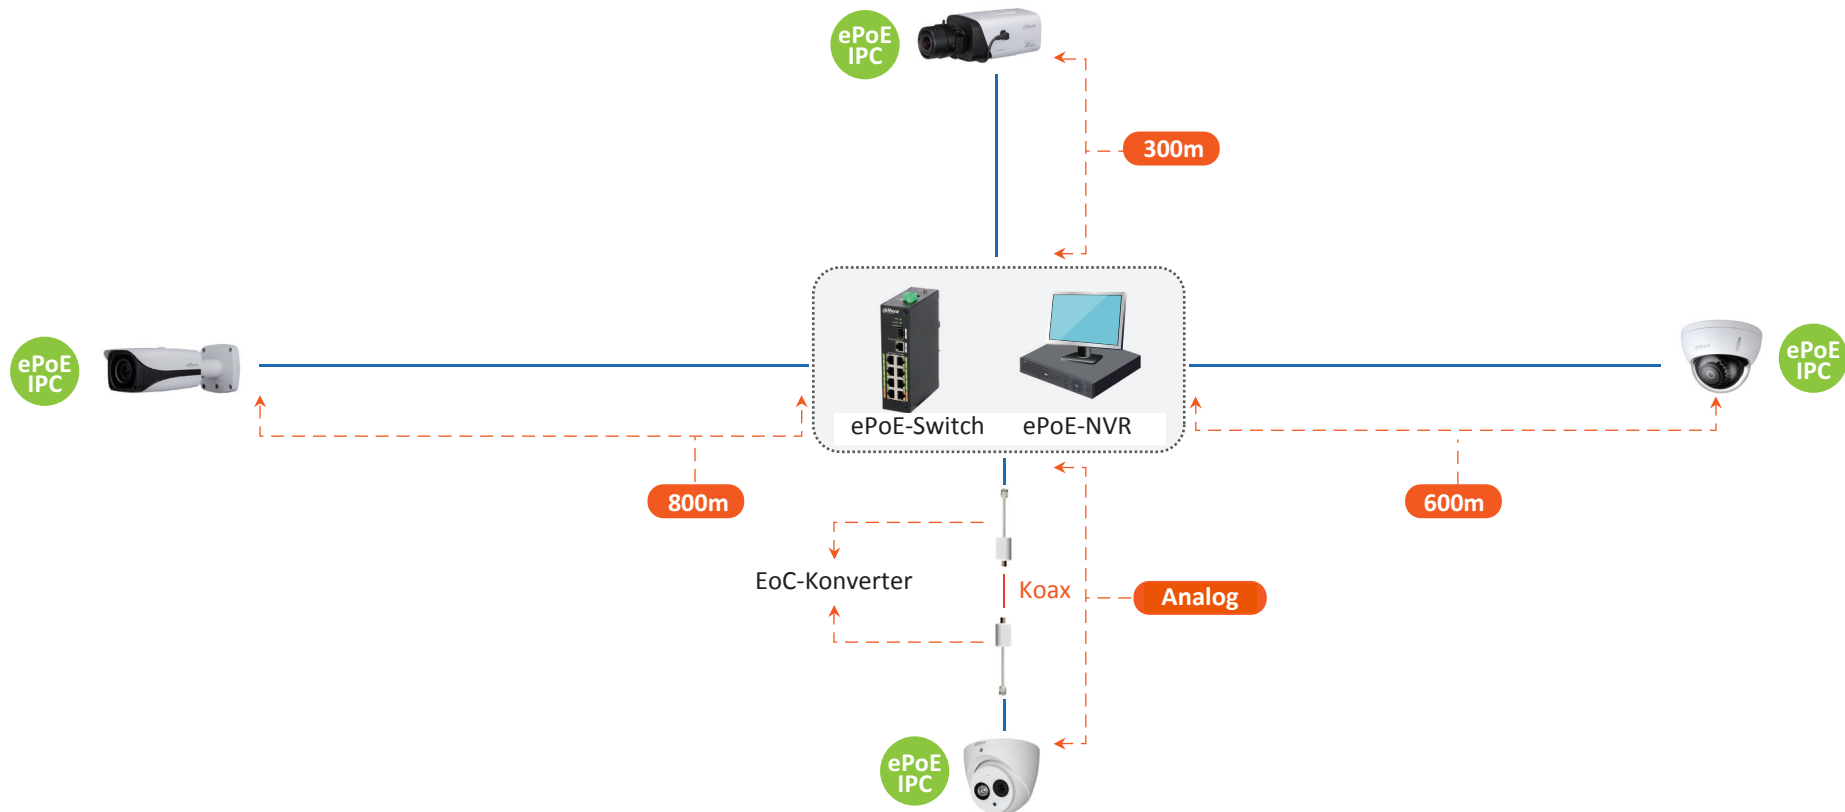 ePoE
IPC
300m
ePoE
IPC
ePoE
IPC
ePoE-Switch ePoE-NVR
800m
600m
EoC-Konverter
Koax
Analog
ePoE
IPC